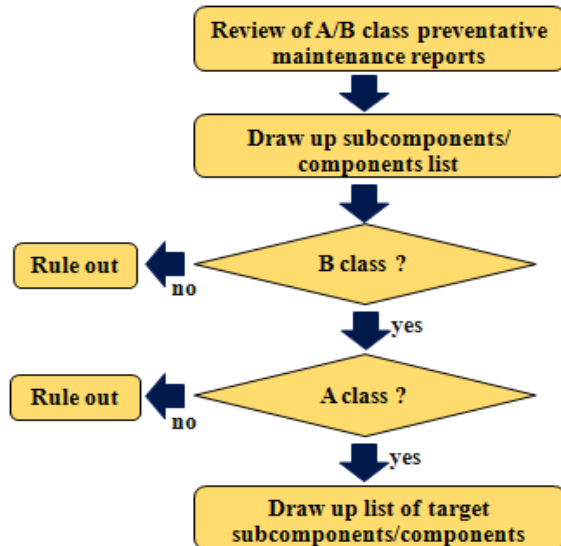 Review of A/B class preventative
maintenance reports
Draw up subcomponents/
components list
B class ?
Rule out
no
yes
A class ?
Rule out
no
yes
Draw up list of target
subcomponents/components